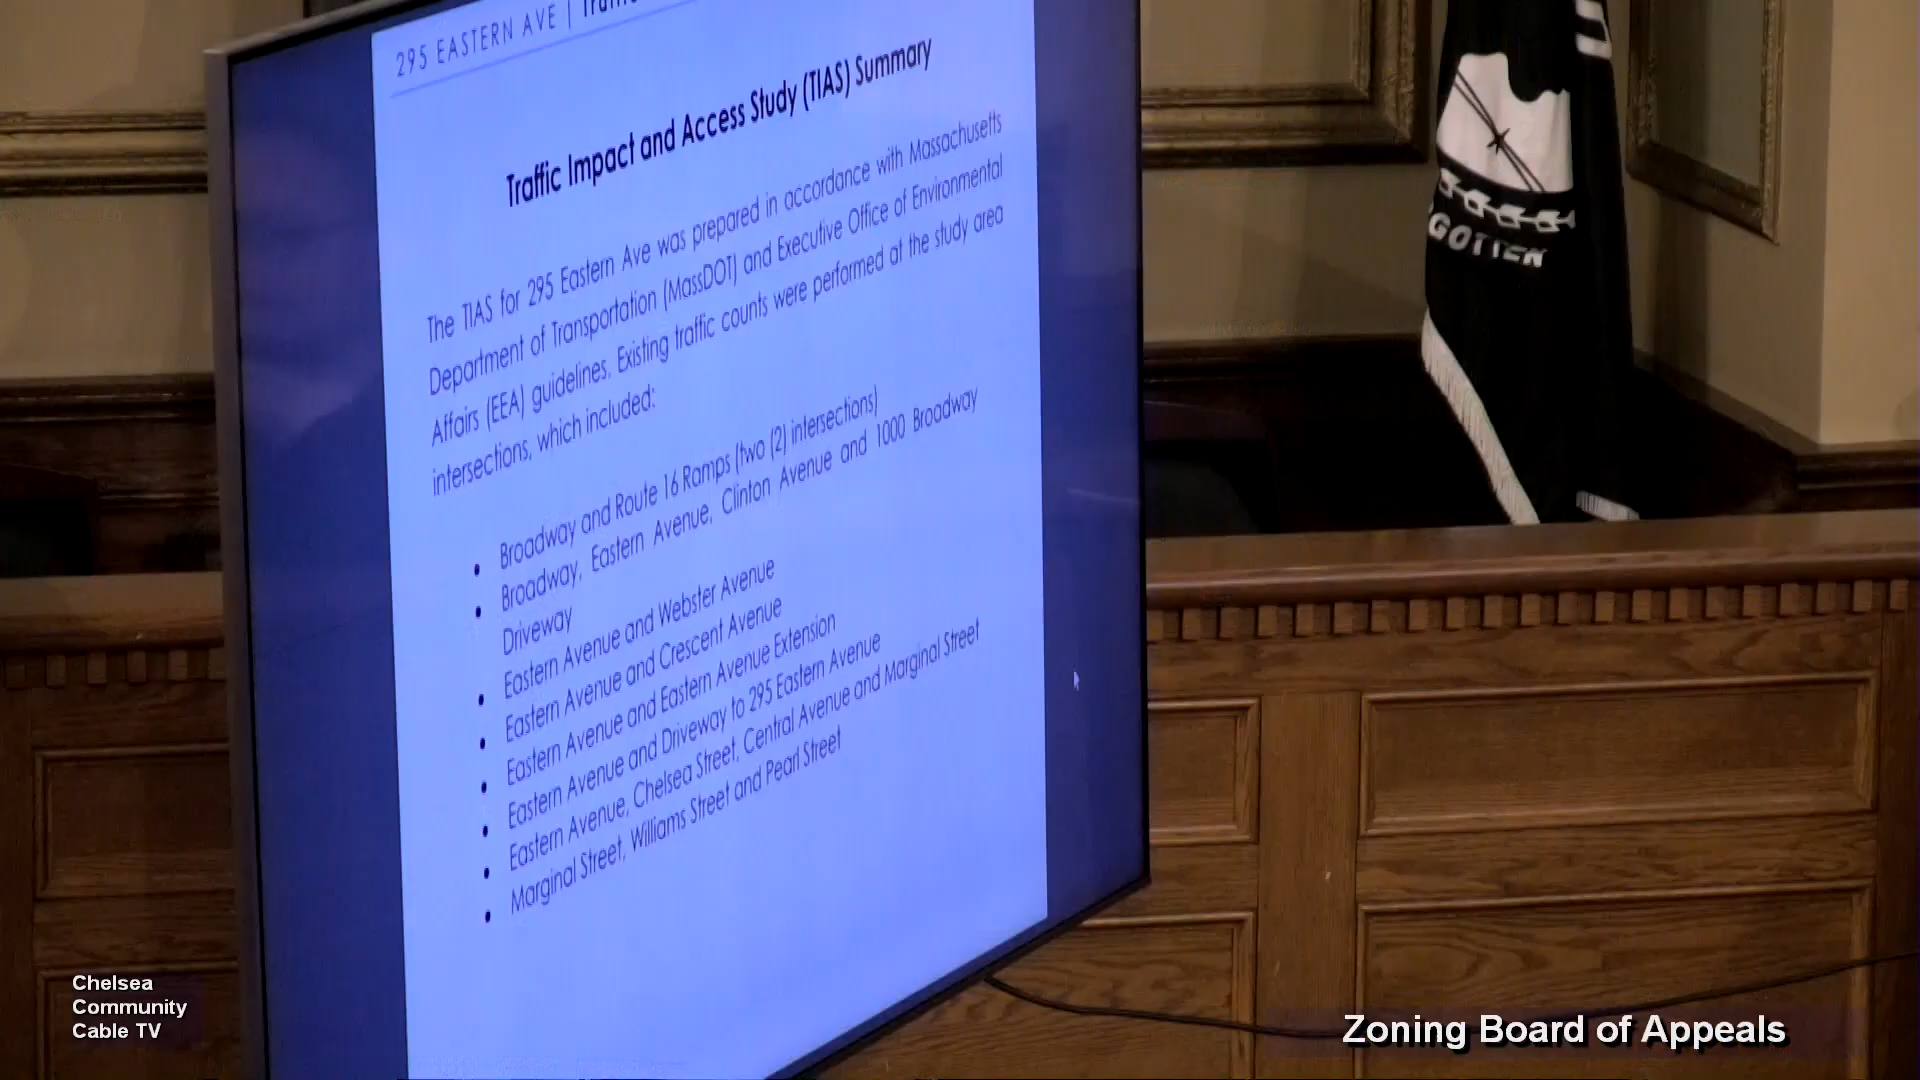 295 EASTERN AVE |
Traffic Impact and Access Study (TIAS) Summary
The TIAS for 295 Eastern Ave was prepared in accordance with Massachusetts
Department of Transportation (MassDOT) and Executive Office of Environmental
Affairs (EEA) guidelines. Existing traffic counts were performed at the study area
intersections, which included:
• Broadway and Route 16 Ramps (two (2) intersections)
• Broadway, Eastern Avenue, Clinton Avenue and 1000 Broadway
Driveway
• Eastern Avenue and Webster Avenue
• Eastern Avenue and Crescent Avenue
• Eastern Avenue and Eastern Avenue Extension
• Eastern Avenue and Driveway to 295 Eastern Avenue
• Eastern Avenue, Chelsea Street, Central Avenue and Marginal Street
• Marginal Street, Williams Street and Pearl Street
GOTTEN
Chelsea
Community
Cable TV
Zoning Board of Appeals